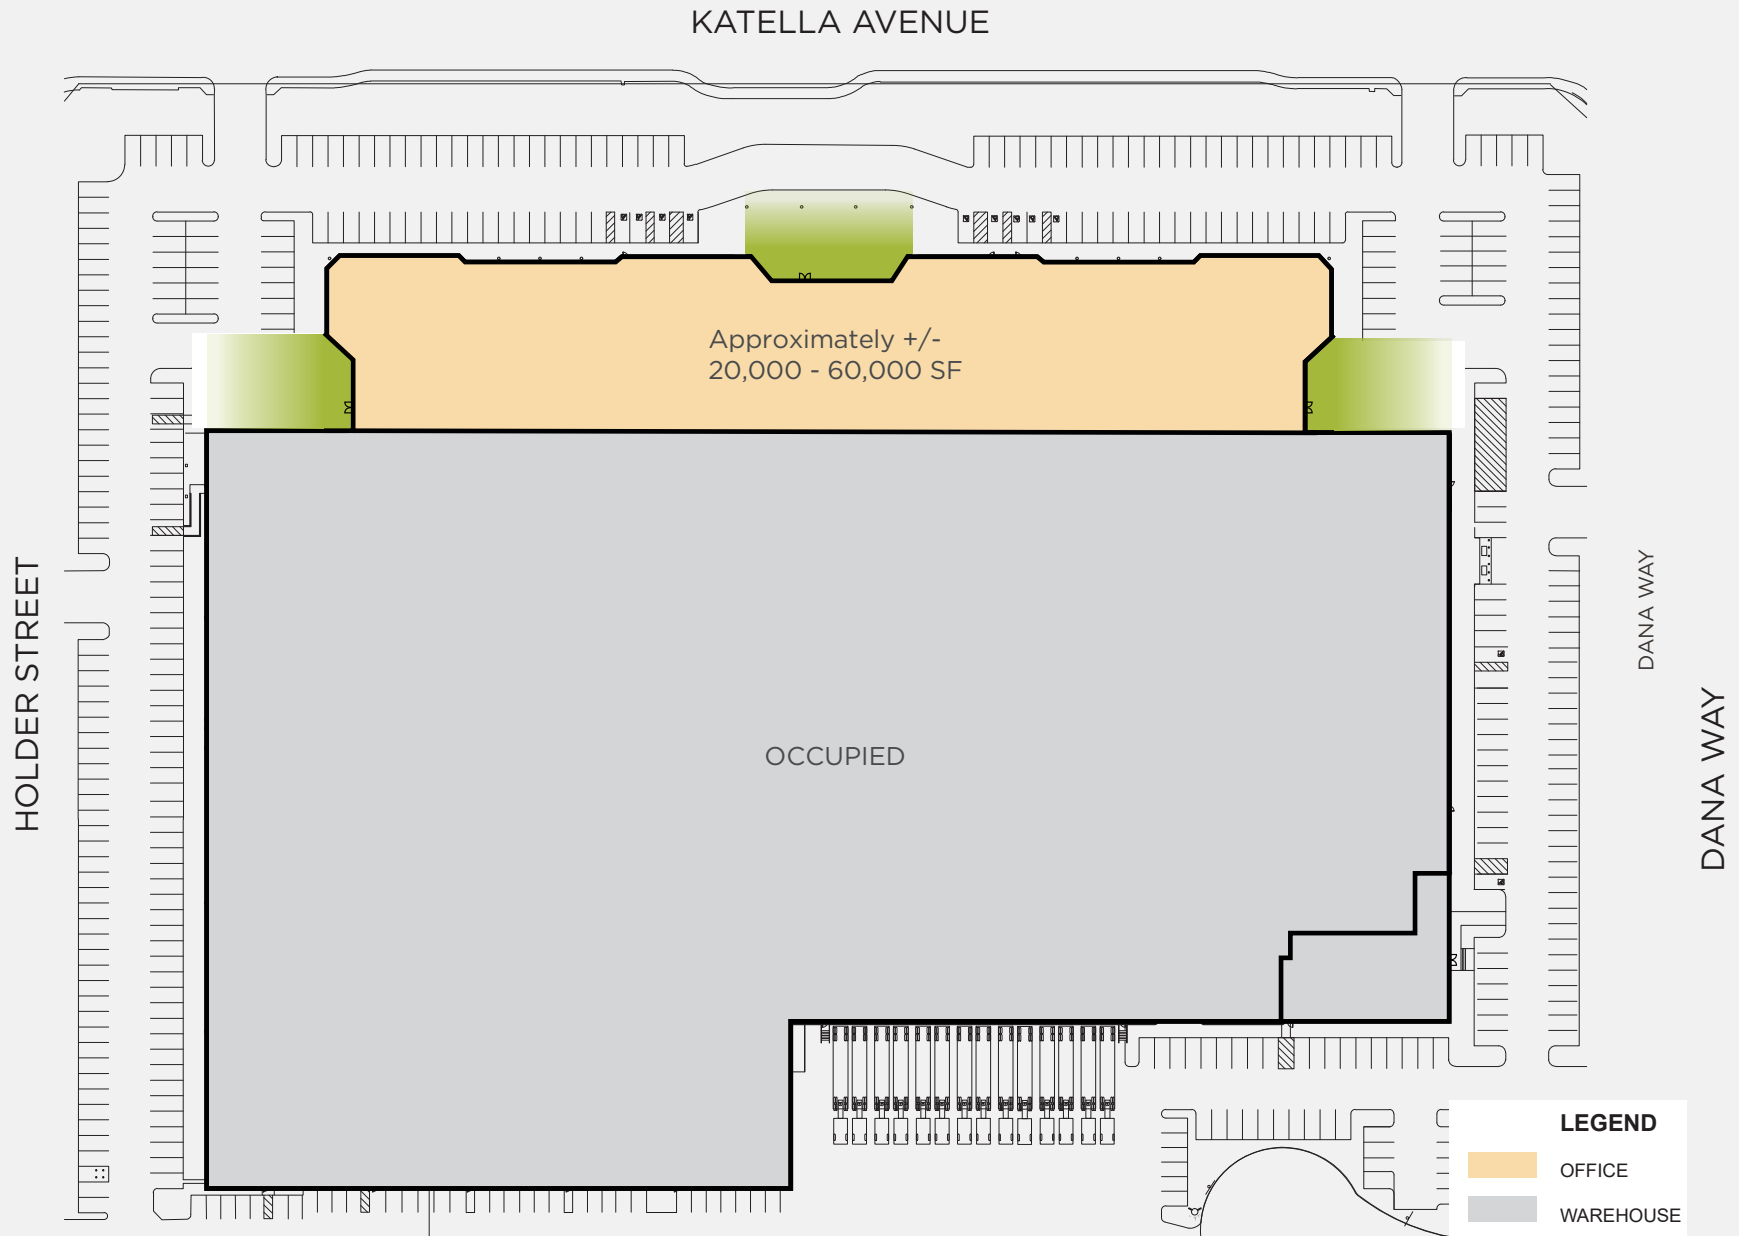 KATELLA AVENUE
Approximately +/-
20,000 - 60,000 SF
HOLDER STREET
OCCUPIED
DANA WAY
DANA WAY
LEGEND
OFFICE
WAREHOUSE